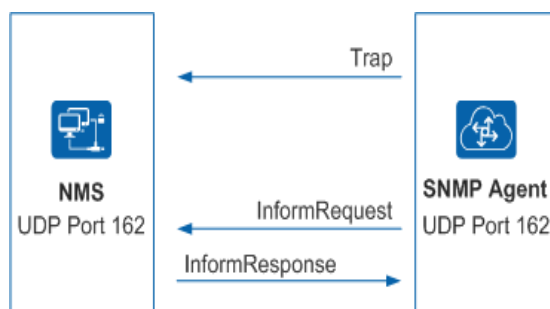 Trap
NMS
UDP Port 162
SNMP Agent
UDP Port 162
InformRequest
InformResponse